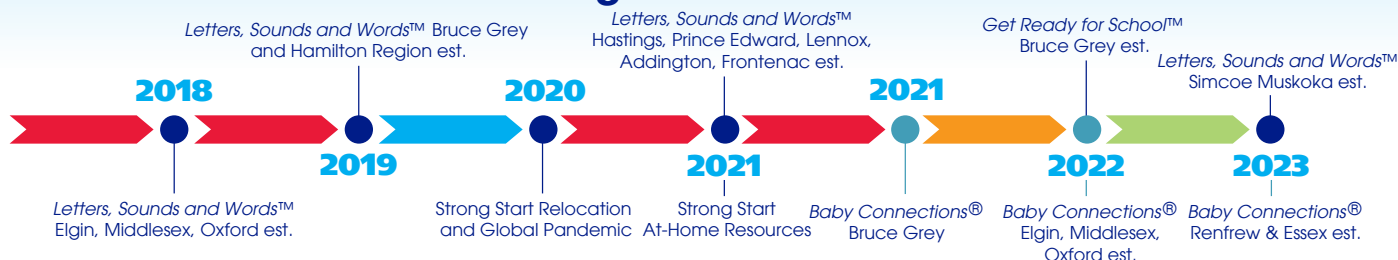 g
Letters, Sounds and Words™ Bruce Grey
and Hamilton Region est.
Letters, Sounds and Words™
Hastings, Prince Edward, Lennox,
Addington, Frontenac est.
Get Ready for School™
Bruce Grey est.
Letters, Sounds and Words™
Simcoe Muskoka est.
2018
2019
2020
2021
2021
2022
2023
Letters, Sounds and Words™
Elgin, Middlesex, Oxford est.
Strong Start Relocation
and Global Pandemic
Strong Start
At-Home Resources
Baby Connections®
Bruce Grey
Baby Connections®
Elgin, Middlesex,
Oxford est.
Baby Connections®
Renfrew & Essex est.